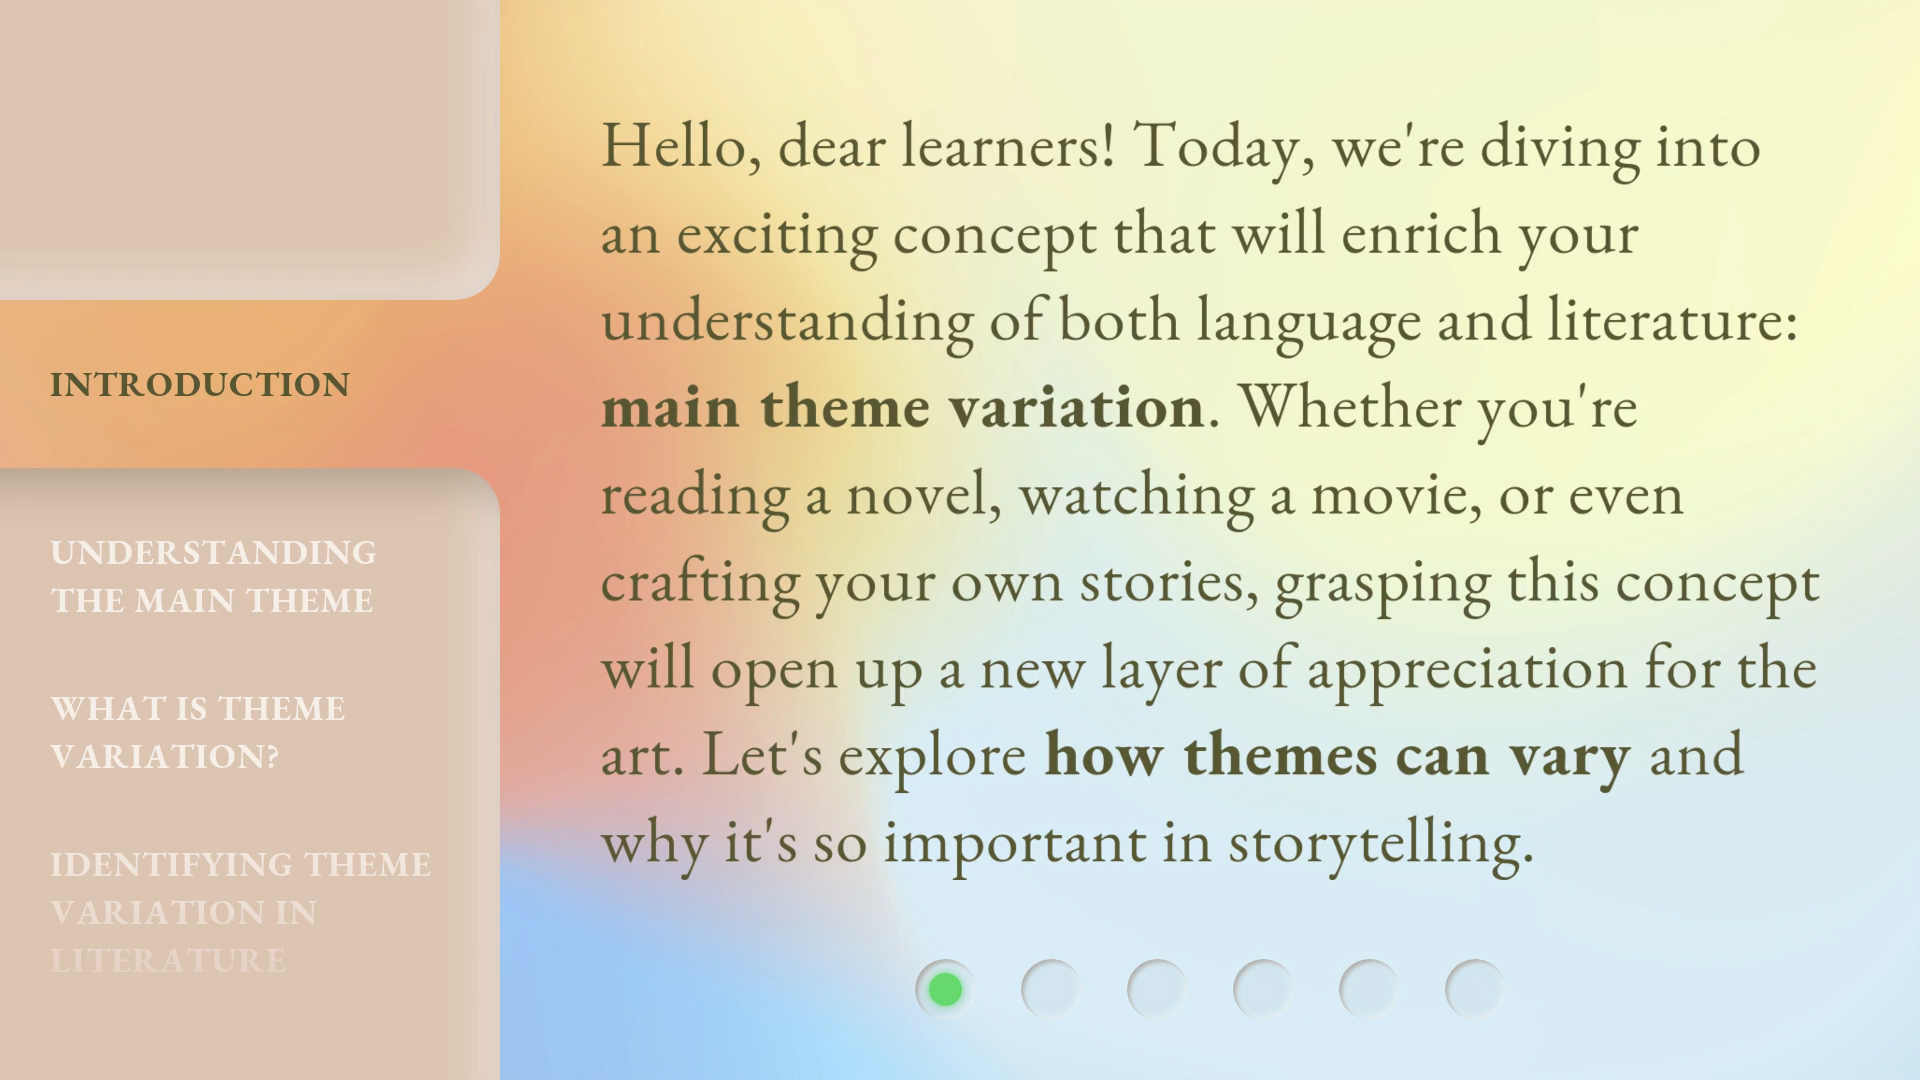 INTRODUCTION
UNDERSTANDING
THE MAIN THEME
WHAT IS THEME
VARIATION?
IDENTIFYING THEME
VARIATION IN
LITERATURE
Hello, dear learners! Today, we're diving into
an exciting concept that will enrich your
understanding of both language and literature:
main theme variation. Whether you're
reading a novel, watching a movie, or even
crafting your own stories, grasping this concept
will open up a new layer of appreciation for the
art. Let's explore how themes can vary and
why it's so important in storytelling.